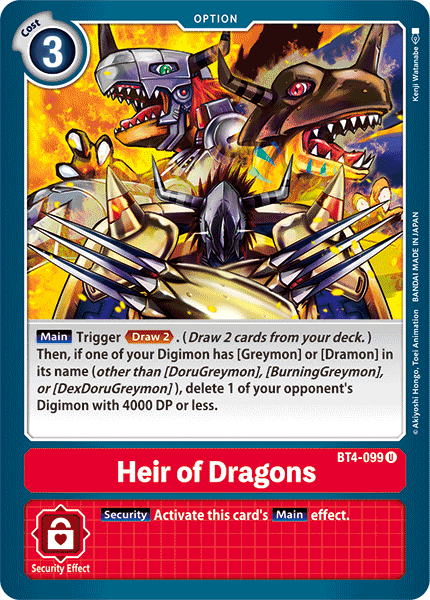 OPTION
Cost
3
Kenji Watanabe
Main Trigger Draw 2 . (Draw 2 cards from your deck.)
Then, if one of your Digimon has [Greymon] or [Dramon] in
its name (other than [DoruGreymon], [BurningGreymon],
or [DexDoruGreymon] ), delete 1 of your opponent's
Digimon with 4000 DP or less.
© Akiyoshi Hongo, Toei Animation BANDAI MADE IN JAPAN
BT4-099 U
Heir of Dragons
Security Activate this card's Main effect.
Security Effect